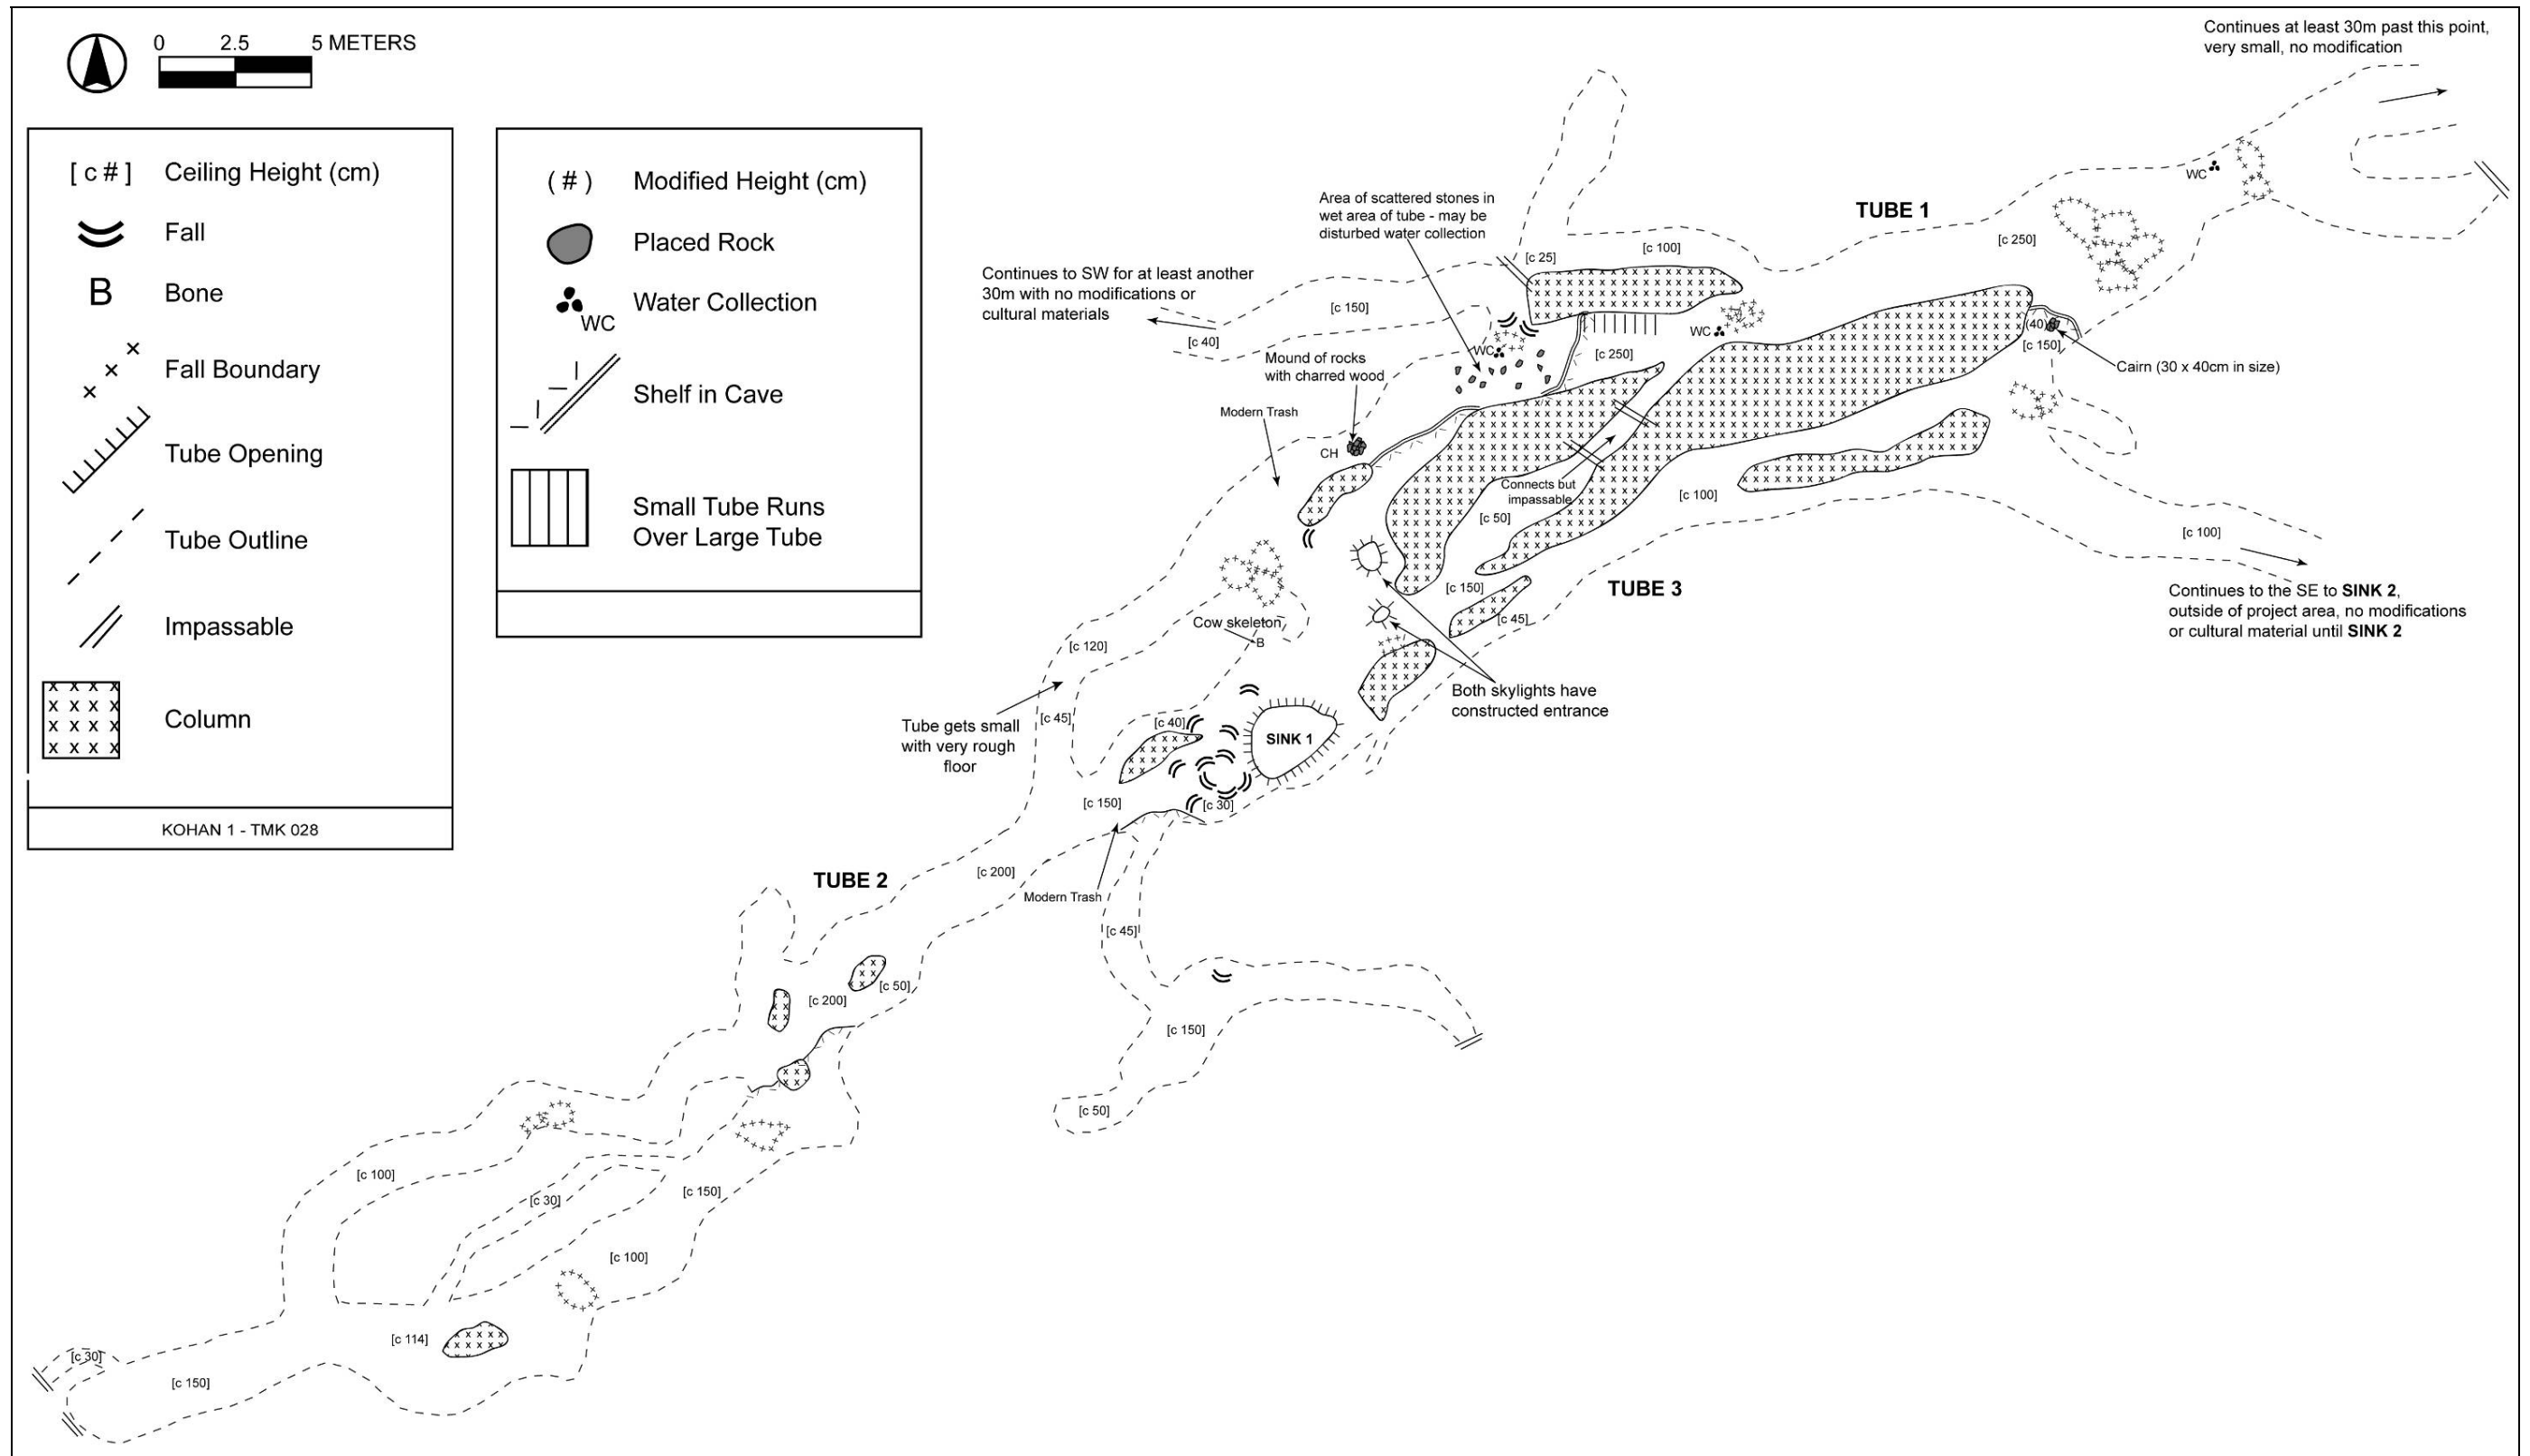 0 2.5 5 METERS
[ c # ] Ceiling Height (cm)
Fall
B Bone
Fall Boundary
Tube Opening
Tube Outline
Impassable
Column
KOHAN 1 - TMK 028
( # ) Modified Height (cm)
Placed Rock
WC Water Collection
Shelf in Cave
Small Tube Runs
Over Large Tube
Continues at least 30m past this point,
very small, no modification
WC
TUBE 1
[c 250]
Area of scattered stones in
wet area of tube - may be
disturbed water collection
[c 25]
[c 100]
Continues to SW for at least another
30m with no modifications or
cultural materials
[c 150]
[c 40]
WC
WC
[c 250]
(40)
[c 150]
Cairn (30 x 40cm in size)
Mound of rocks
with charred wood
Modern Trash
CH
Connects but
impassable
[c 50]
[c 100]
[c 100]
Continues to the SE to SINK 2,
outside of project area, no modifications
or cultural material until SINK 2
TUBE 3
[c 150]
[c 45]
Cow skeleton
B
[c 120]
Both skylights have
constructed entrance
Tube gets small
with very rough
floor
[c 45]
[c 40]
SINK 1
[c 150]
[c 30]
TUBE 2
[c 200]
Modern Trash
[c 45]
[c 50]
[c 200]
[c 150]
[c 50]
[c 100]
[c 30]
[c 150]
[c 100]
[c 114]
[c 30]
[c 150]